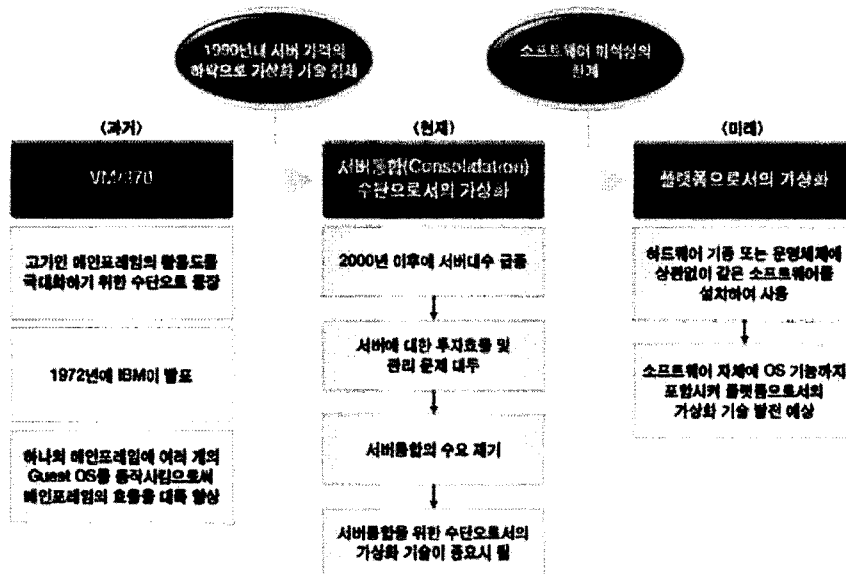 1990년대 서버 가격의
하락으로 가상화 기술 침체
소프트웨어 이식성의
한계
〈과거〉
VM/370
고가인 메인프레임의 활용도를
극대화하기 위한 수단으로 등장
1972년에 IBM이 발표
하나의 메인프레임에 여러 개의
Guest OS를 동작시킴으로써
메인프레임의 효율을 대폭 향상
〈현재〉
서버통합(Consolidation)
수단으로서의 가상화
2000년 이후에 서버대수 급증
서버에 대한 투자효율 및
관리 문제 대두
서버통합의 수요 제기
서버통합을 위한 수단으로서의
가상화 기술이 중요시 됨
〈미래〉
플랫폼으로서의 가상화
하드웨어 기종 또는 운영체제에
상관없이 같은 소프트웨어를
설치하여 사용
소프트웨어 자체에 OS 기능까지
포함시켜 플랫폼으로서의
가상화 기술 발전 예상